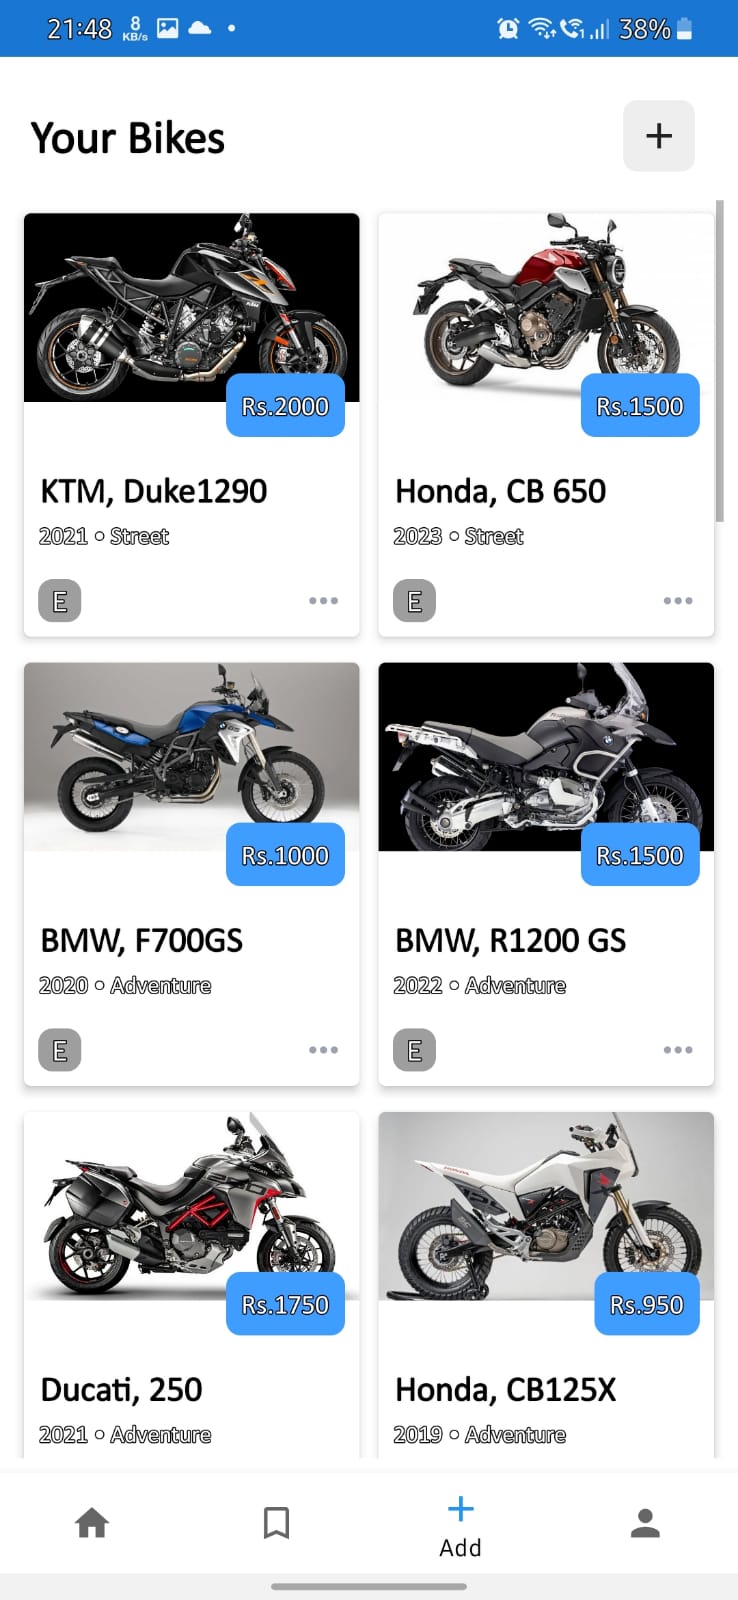 21:48 8 KB/s 38%
Your Bikes
Rs.2000
KTM, Duke1290
2021 • Street
E
Rs.1500
Honda, CB 650
2023 • Street
E
Rs.1000
BMW, F700GS
2020 • Adventure
E
Rs.1500
BMW, R1200 GS
2022 • Adventure
E
Rs.1750
Ducati, 250
2021 • Adventure
Rs.950
Honda, CB125X
2019 • Adventure
Add